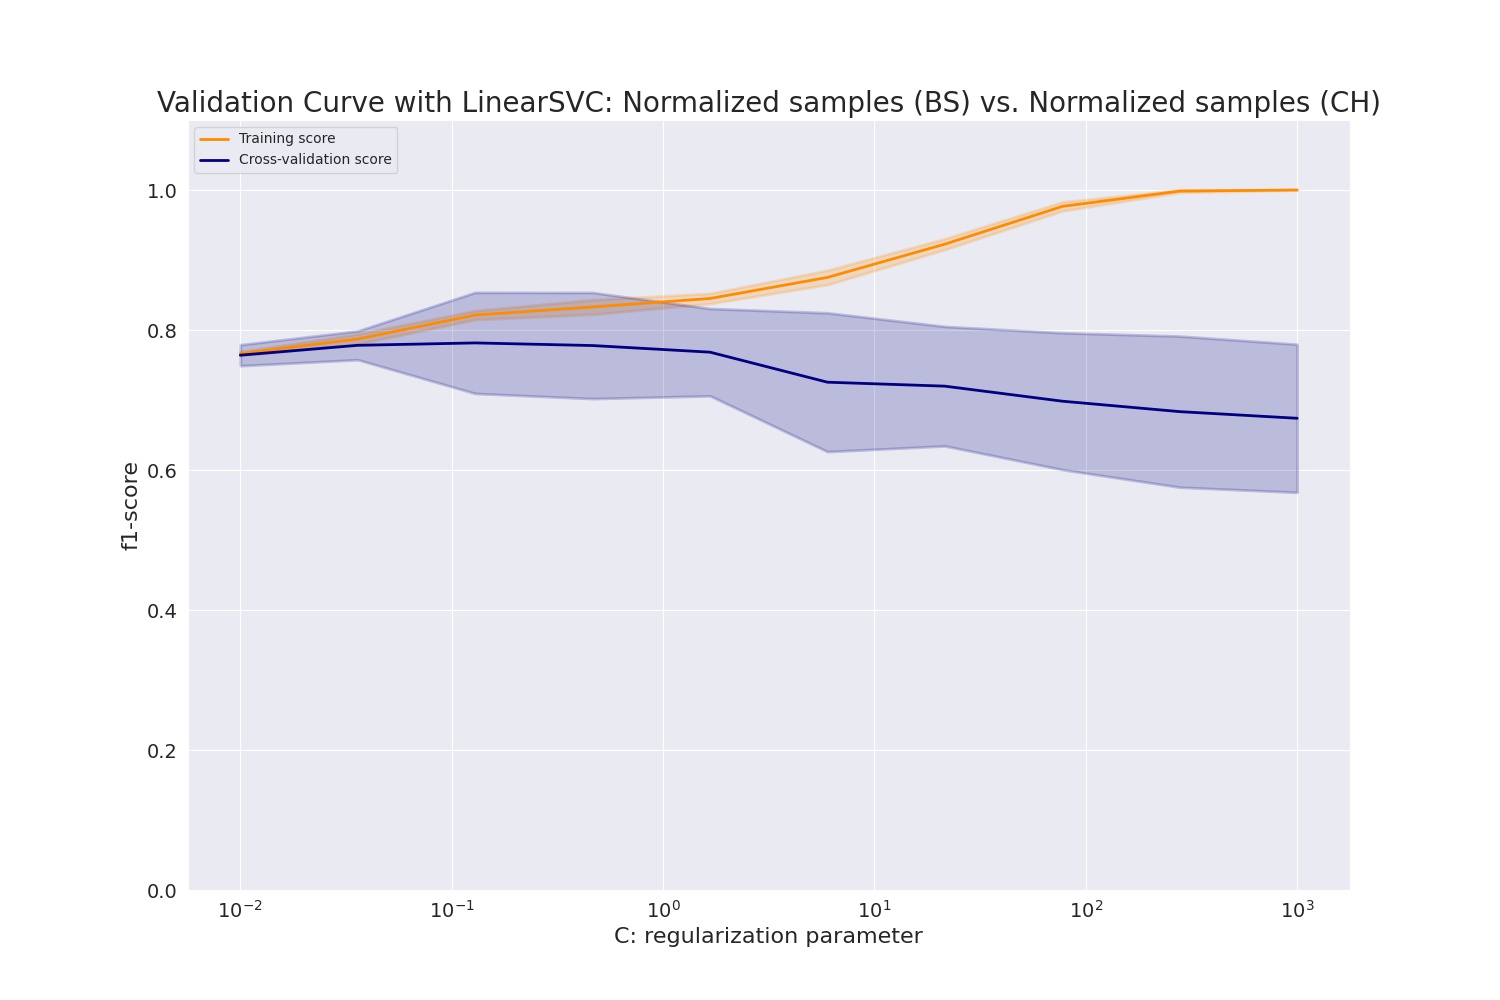 Validation Curve with LinearSVC: Normalized samples (BS) vs. Normalized samples (CH)
Training score
Cross-validation score
1.0
0.8
0.6
0.4
0.2
0.0
f1-score
10⁻² 10⁻¹ 10⁰ 10¹ 10² 10³
C: regularization parameter